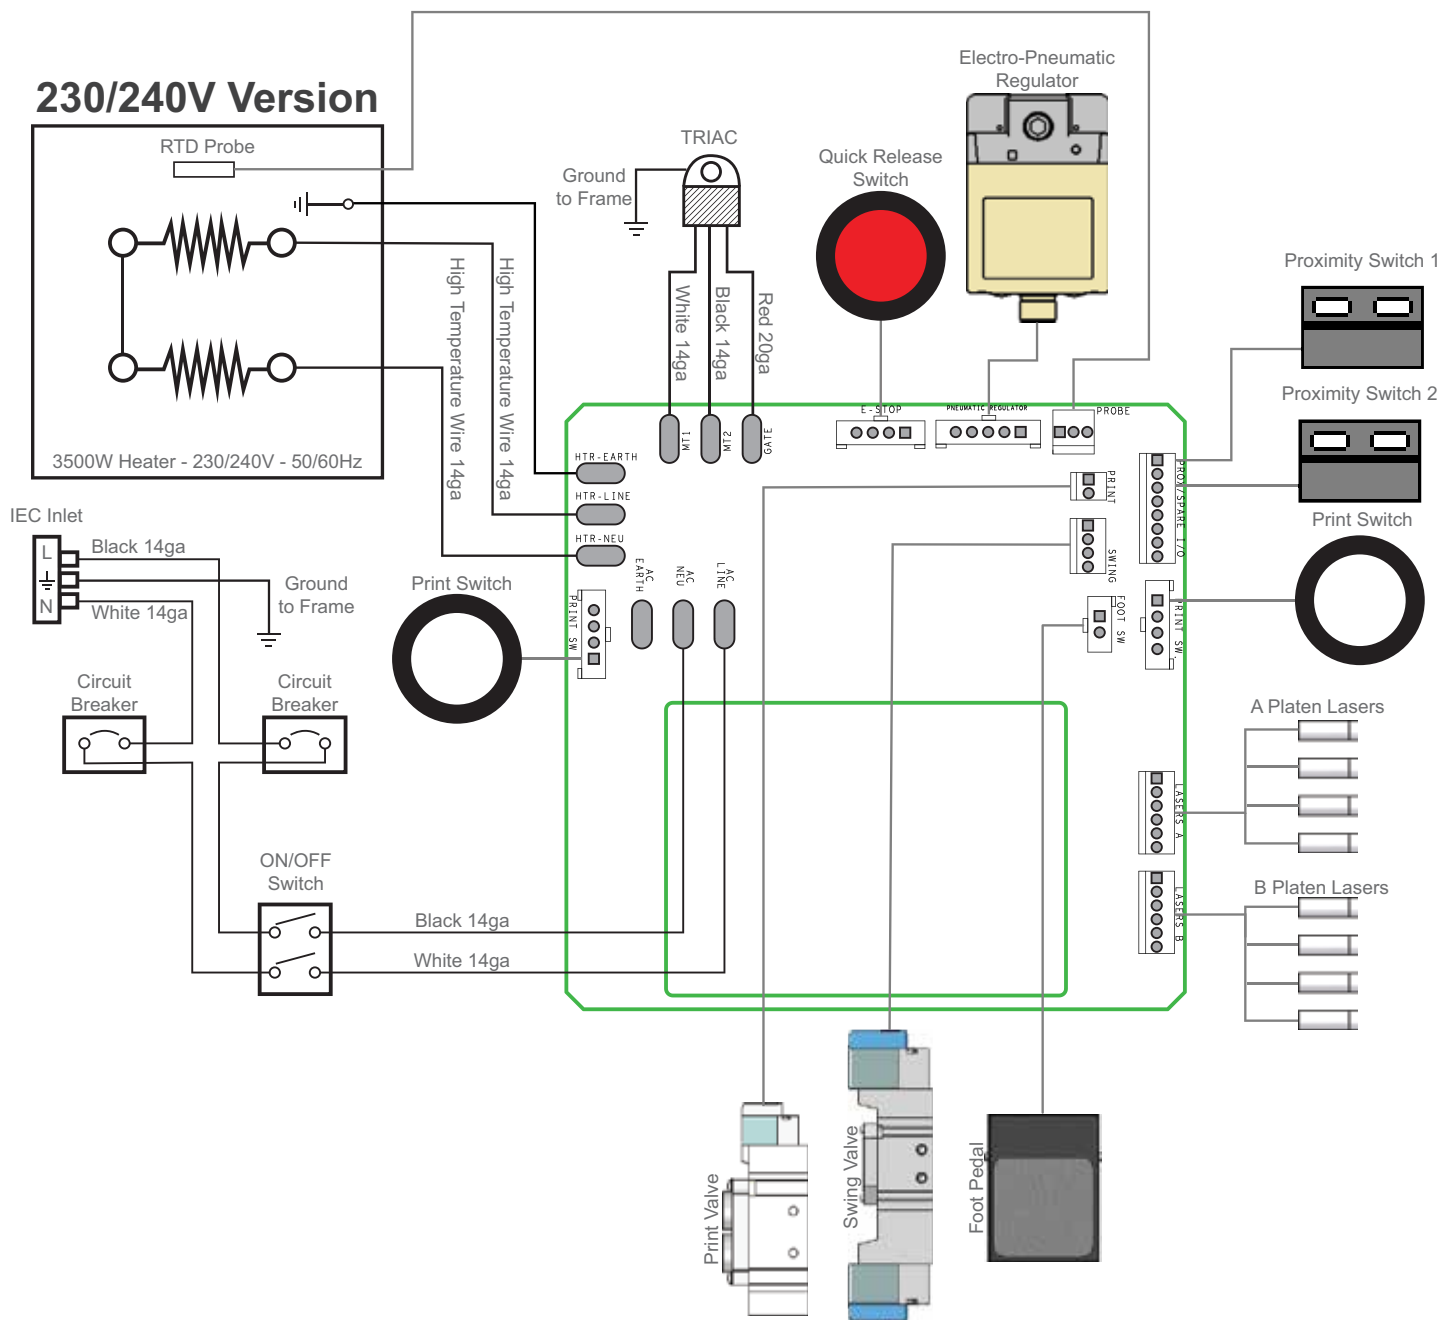 230/240V Version
RTD Probe
3500W Heater - 230/240V - 50/60Hz
High Temperature Wire 14ga
High Temperature Wire 14ga
TRIAC
Ground
to Frame
White 14ga
Black 14ga
Red 20ga
Quick Release
Switch
Electro-Pneumatic
Regulator
Proximity Switch 1
Proximity Switch 2
Print Switch
E-STOP
PNEUMATIC REGULATOR
PROBE
MT1
MT2
GATE
HTR-EARTH
HTR-LINE
HTR-NEU
PRINT
SWING
PROX/SPARE I/O
FOOT SW
PRINT SW
AC
EARTH
AC
NEU
AC
LINE
PRINT SW
Print Switch
IEC Inlet
L
N
Black 14ga
White 14ga
Ground
to Frame
Circuit
Breaker
Circuit
Breaker
ON/OFF
Switch
Black 14ga
White 14ga
A Platen Lasers
LASERS A
B Platen Lasers
LASERS B
Print Valve
Swing Valve
Foot Pedal